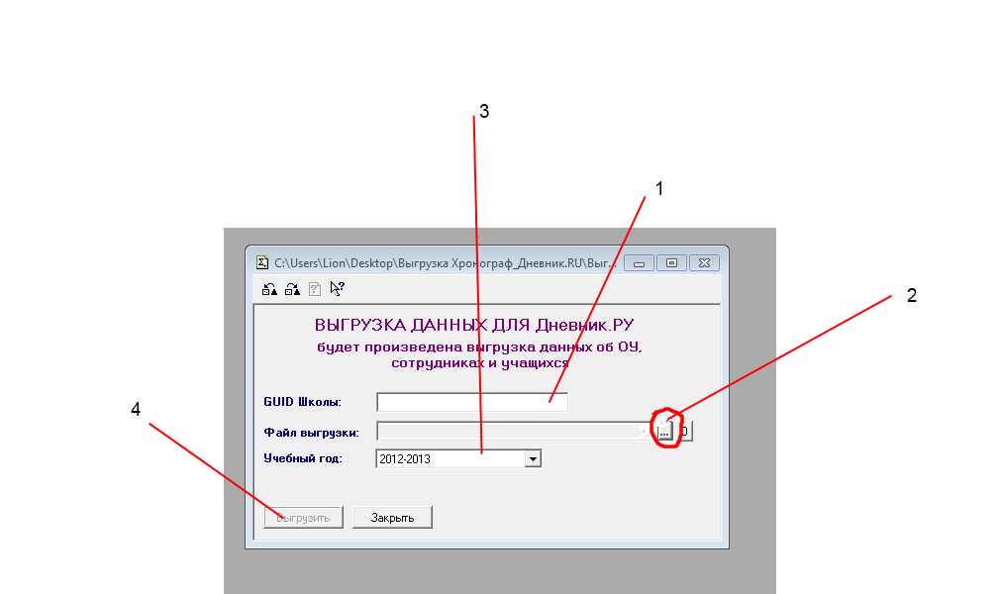 3
1
C:\Users\Lion\Desktop\Выгрузка Хронограф_Дневник.RU\Выг...
ВЫГРУЗКА ДАННЫХ ДЛЯ Дневник.РУ
2
будет произведена выгрузка данных об ОУ,
сотрудниках и учащихся
GUID Школы:
4
Файл выгрузки:
...
Учебный год:
2012-2013
Выгрузить
Закрыть